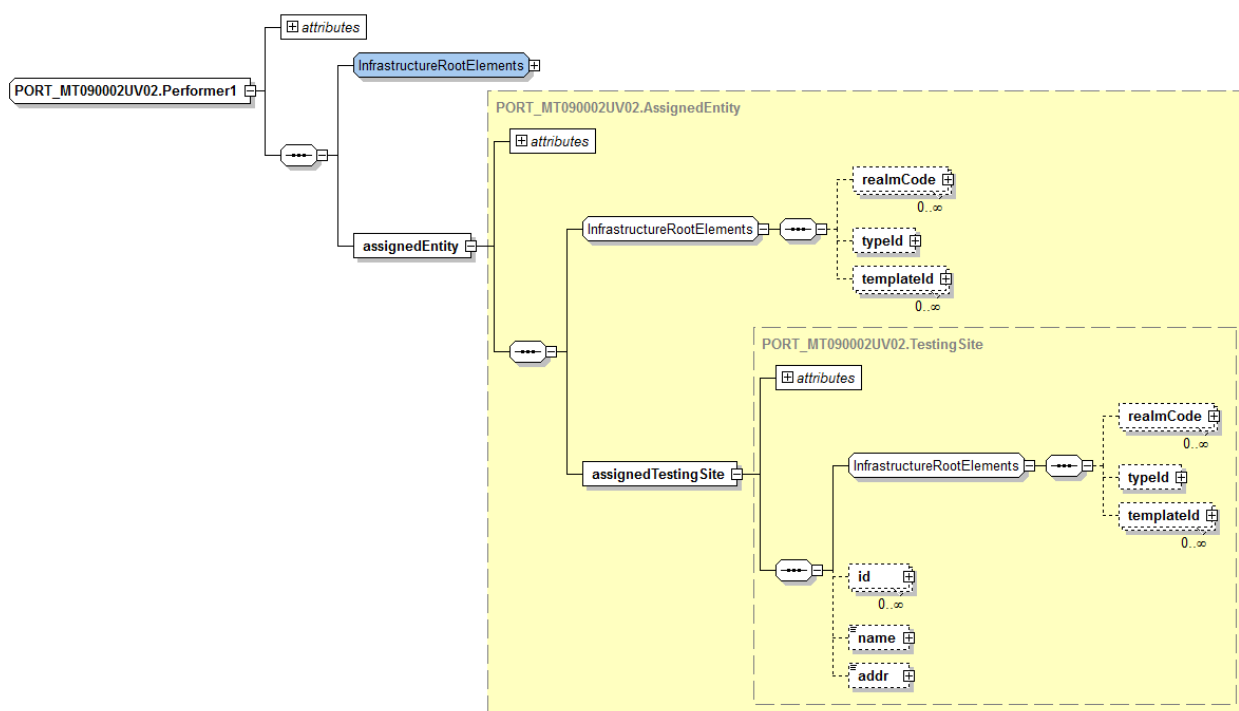 attributes
InfrastructureRootElements
PORT_MT090002UV02.Performer1
PORT_MT090002UV02.AssignedEntity
attributes
realmCode
0..∞
InfrastructureRootElements
typeId
assignedEntity
templateId
0..∞
PORT_MT090002UV02.TestingSite
attributes
realmCode
0..∞
InfrastructureRootElements
typeId
assignedTestingSite
templateId
0..∞
id
0..∞
name
addr